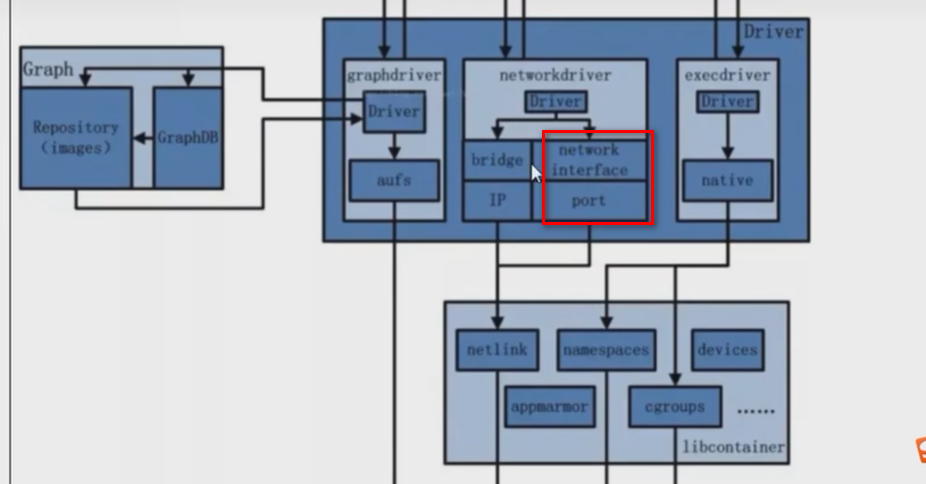 Driver
Graph
graphdriver
networkdriver
execdriver
Driver
Driver
Driver
Repository
(images)
GraphDB
bridge
network
interface
aufs
native
IP
port
netlink
namespaces
devices
appmarmor
cgroups
......
libcontainer